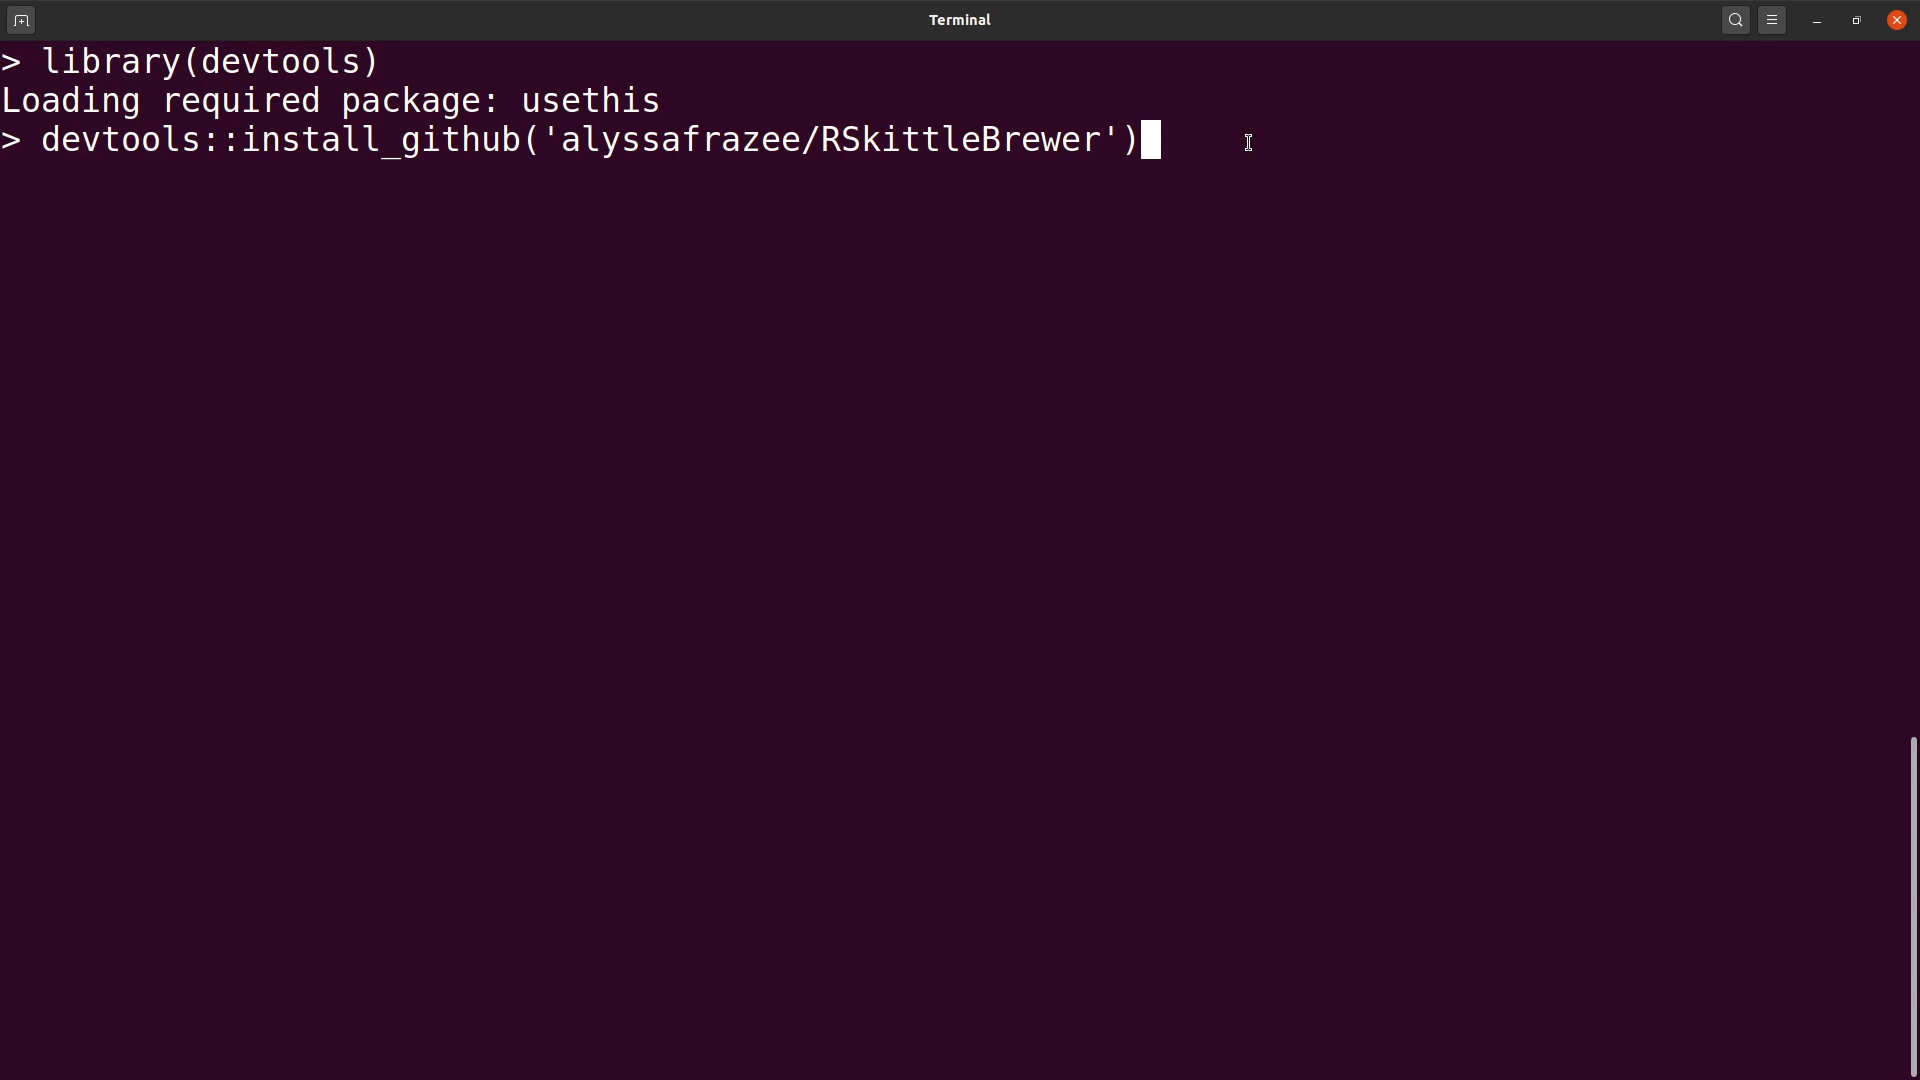 Terminal
> library(devtools)
Loading required package: usethis
> devtools::install_github('alyssafrazee/RSkittleBrewer')